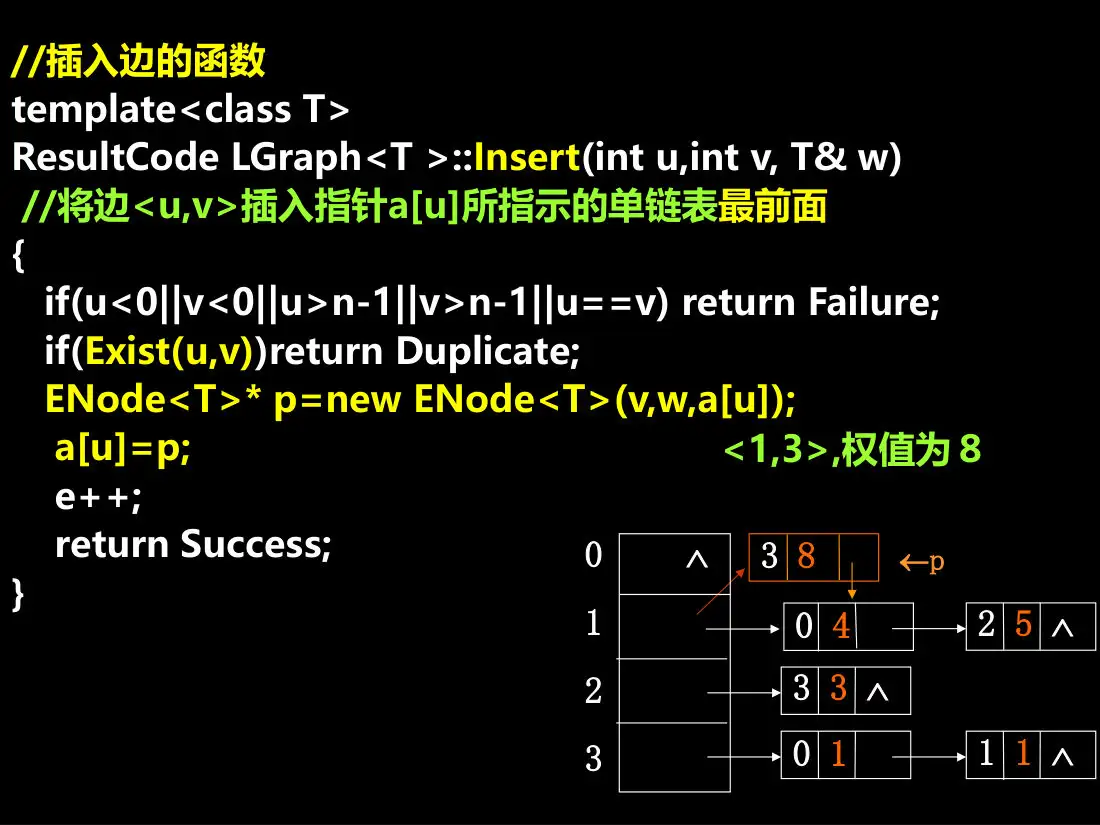 //插入边的函数
template<class T>
ResultCode LGraph<T >::Insert(int u,int v, T& w)
//将边<u,v>插入指针a[u]所指示的单链表最前面
{
if(u<0||v<0||u>n-1||v>n-1||u==v) return Failure;
if(Exist(u,v))return Duplicate;
ENode<T>* p=new ENode<T>(v,w,a[u]);
a[u]=p;
<1,3>,权值为 8
e++;
return Success;
}
0 ∧ 3 8 ←p
1 0 4 2 5 ∧
2 3 3 ∧
3 0 1 1 1 ∧